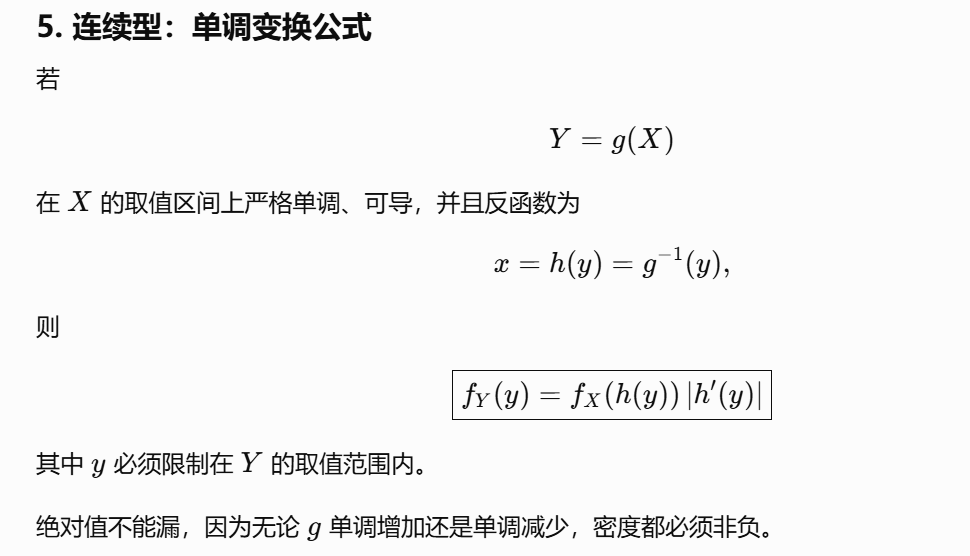 5. 连续型：单调变换公式
若
Y = g(X)
在 X 的取值区间上严格单调、可导，并且反函数为
x = h(y) = g⁻¹(y),
则
f_Y(y) = f_X(h(y)) |h′(y)|
其中 y 必须限制在 Y 的取值范围内。
绝对值不能漏，因为无论 g 单调增加还是单调减少，密度都必须非负。